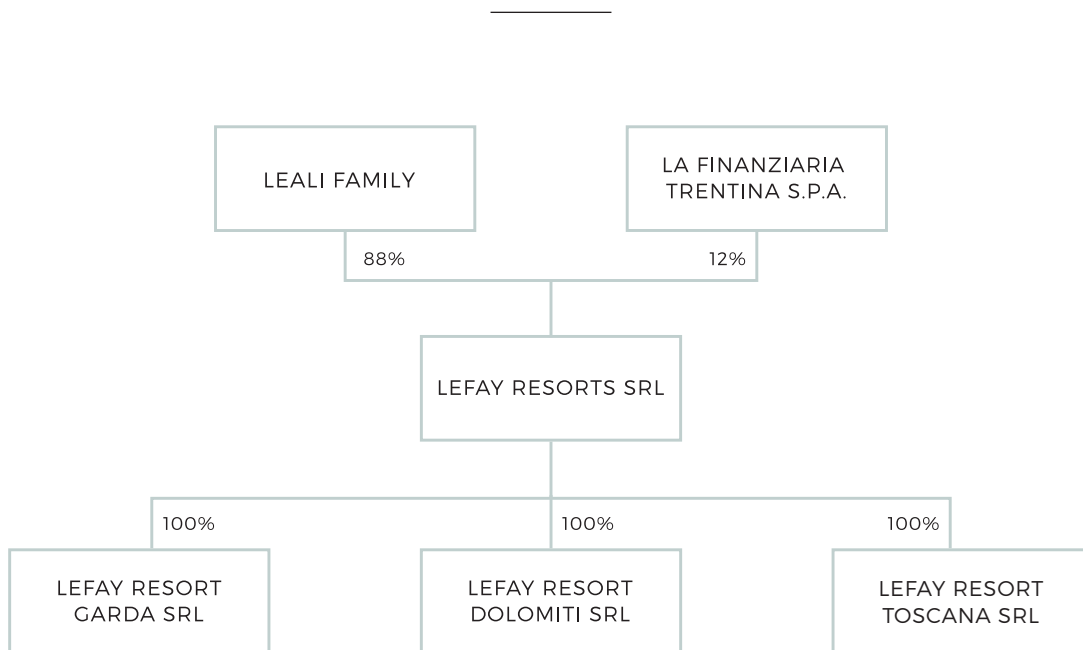 LEALI FAMILY
LA FINANZIARIA
TRENTINA S.P.A.
88%
12%
LEFAY RESORTS SRL
100%
100%
100%
LEFAY RESORT
GARDA SRL
LEFAY RESORT
DOLOMITI SRL
LEFAY RESORT
TOSCANA SRL